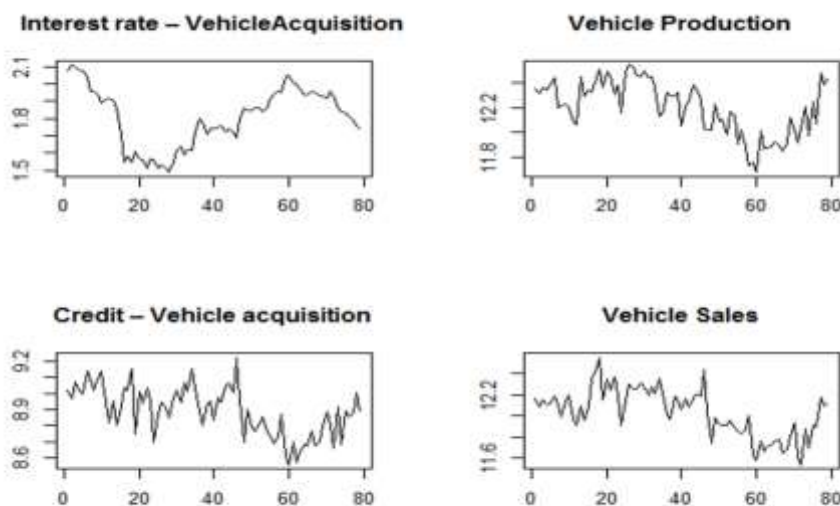 Interest rate – VehicleAcquisition
Vehicle Production
2.1
1.8
1.5
0 20 40 60 80
12.2
11.8
0 20 40 60 80
Credit – Vehicle acquisition
Vehicle Sales
9.2
8.9
8.6
0 20 40 60 80
12.2
11.6
0 20 40 60 80